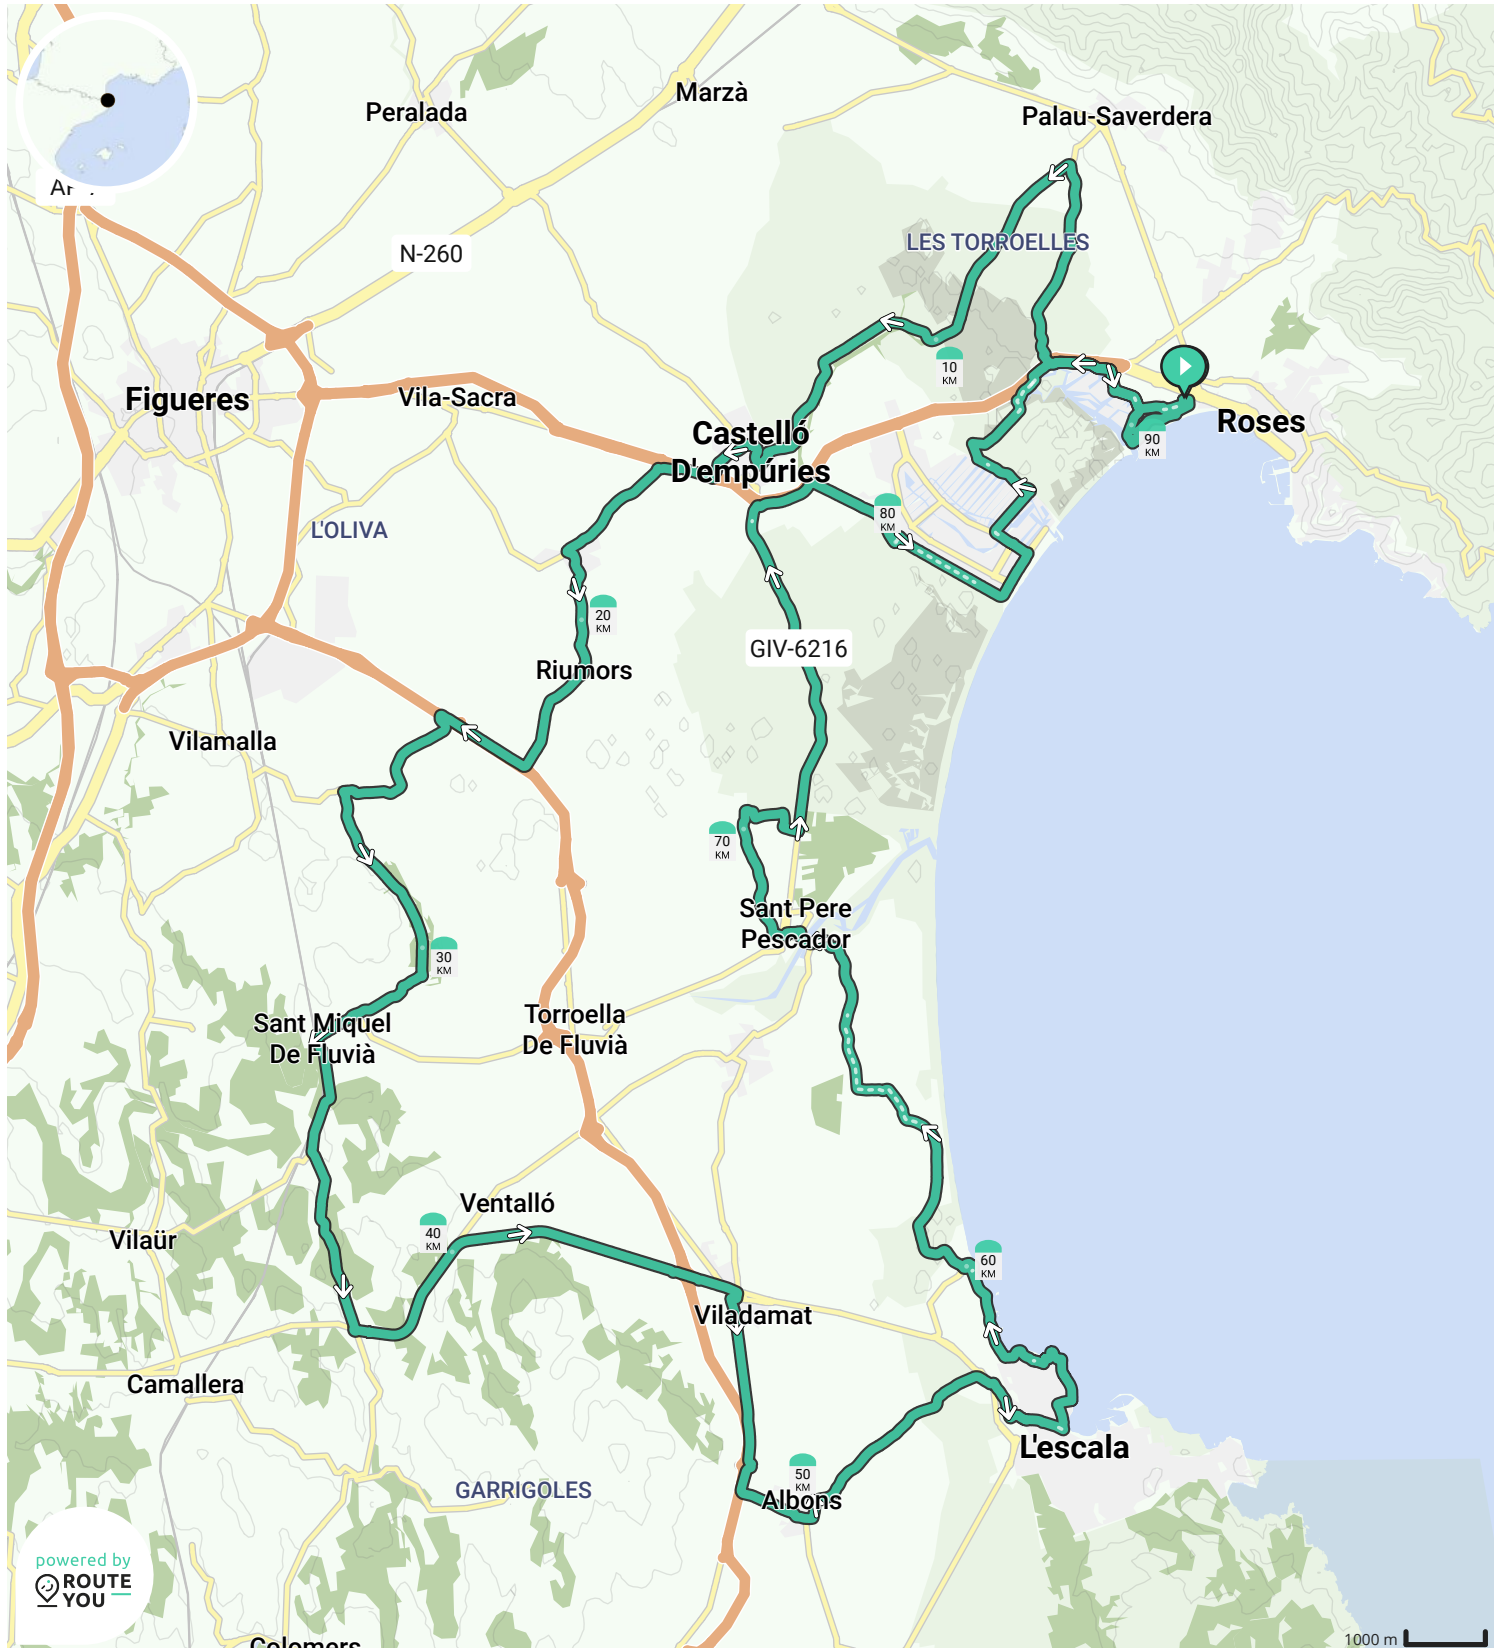 Marzà
Peralada
Palau-Saverdera
N-260
LES TORROELLES
10
KM
Figueres
Vila-Sacra
Roses
Castelló
D'empúries
90
KM
L'OLIVA
80
KM
20
KM
GIV-6216
Riumors
Vilamalla
70
KM
Sant Pere
Pescador
30
KM
Sant Miquel
De Fluvià
Torroella
De Fluvià
Ventalló
40
KM
Vilaür
60
KM
Viladamat
Camallera
L'escala
50
KM
Albons
GARRIGOLES
powered by
ROUTE
YOU
Colomers
1000 m